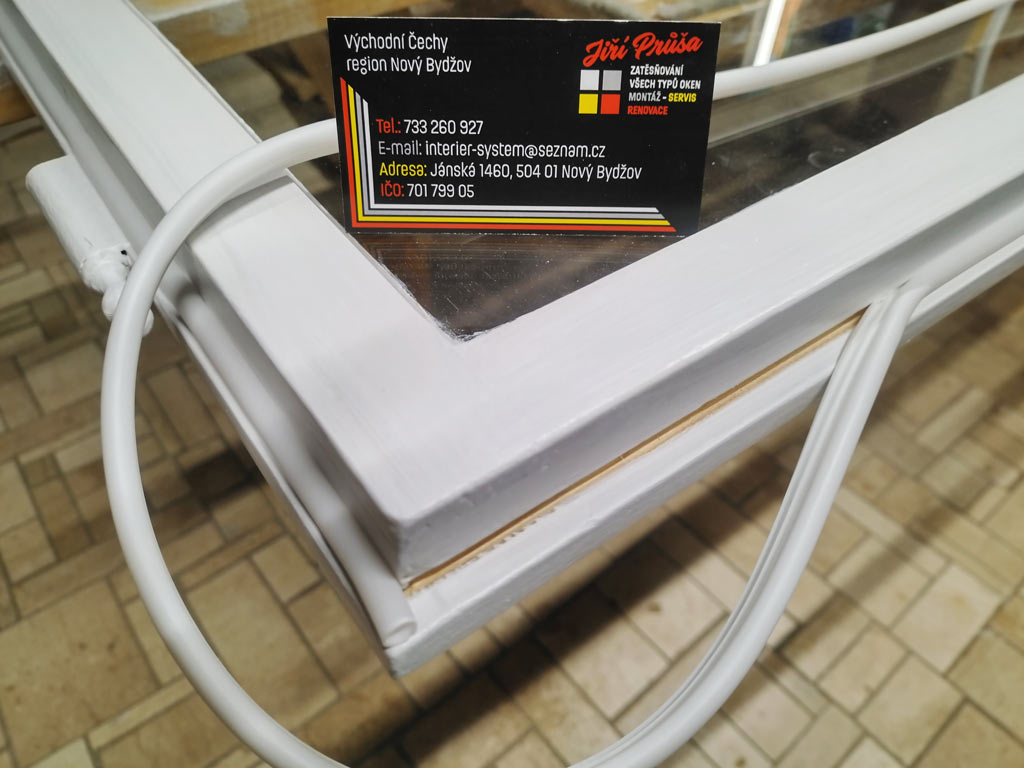 Východní Čechy
region Nový Bydžov
Jiří Průša
ZATĚSŇOVÁNÍ
VŠECH TYPŮ OKEN
MONTÁŽ - SERVIS
RENOVACE
Tel.: 733 260 927
E-mail: interier-system@seznam.cz
Adresa: Jánská 1460, 504 01 Nový Bydžov
IČO: 701 799 05